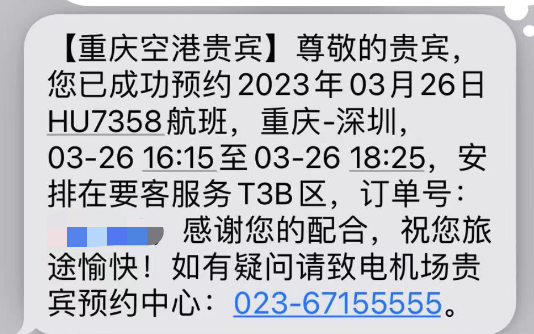 【重庆空港贵宾】尊敬的贵宾，
您已成功预约2023年03月26日
HU7358航班，重庆-深圳，
03-26 16:15至03-26 18:25，安
排在要客服务T3B区，订单号：
感谢您的配合，祝您旅
途愉快！如有疑问请致电机场贵
宾预约中心：023-67155555。